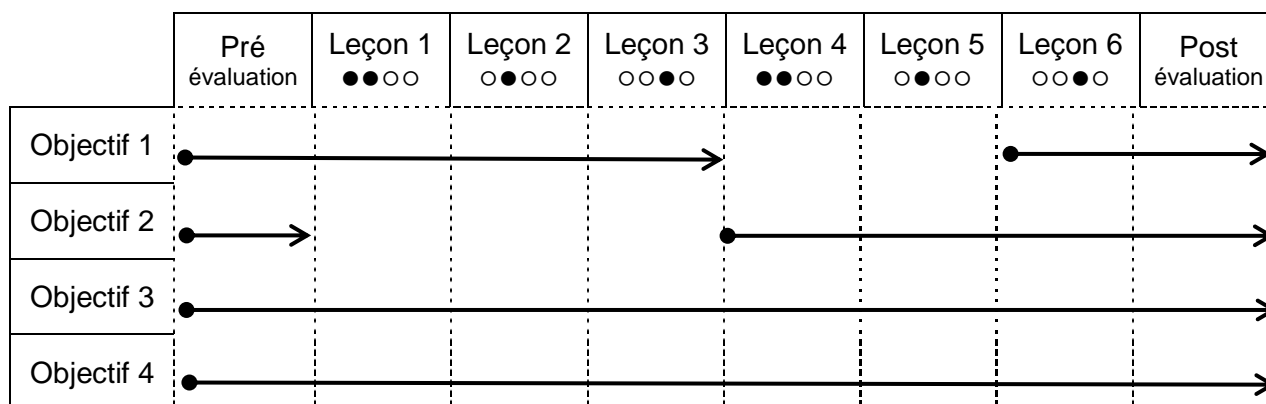 Pré évaluation
Leçon 1
Leçon 2
Leçon 3
Leçon 4
Leçon 5
Leçon 6
Post évaluation
Objectif 1
Objectif 2
Objectif 3
Objectif 4